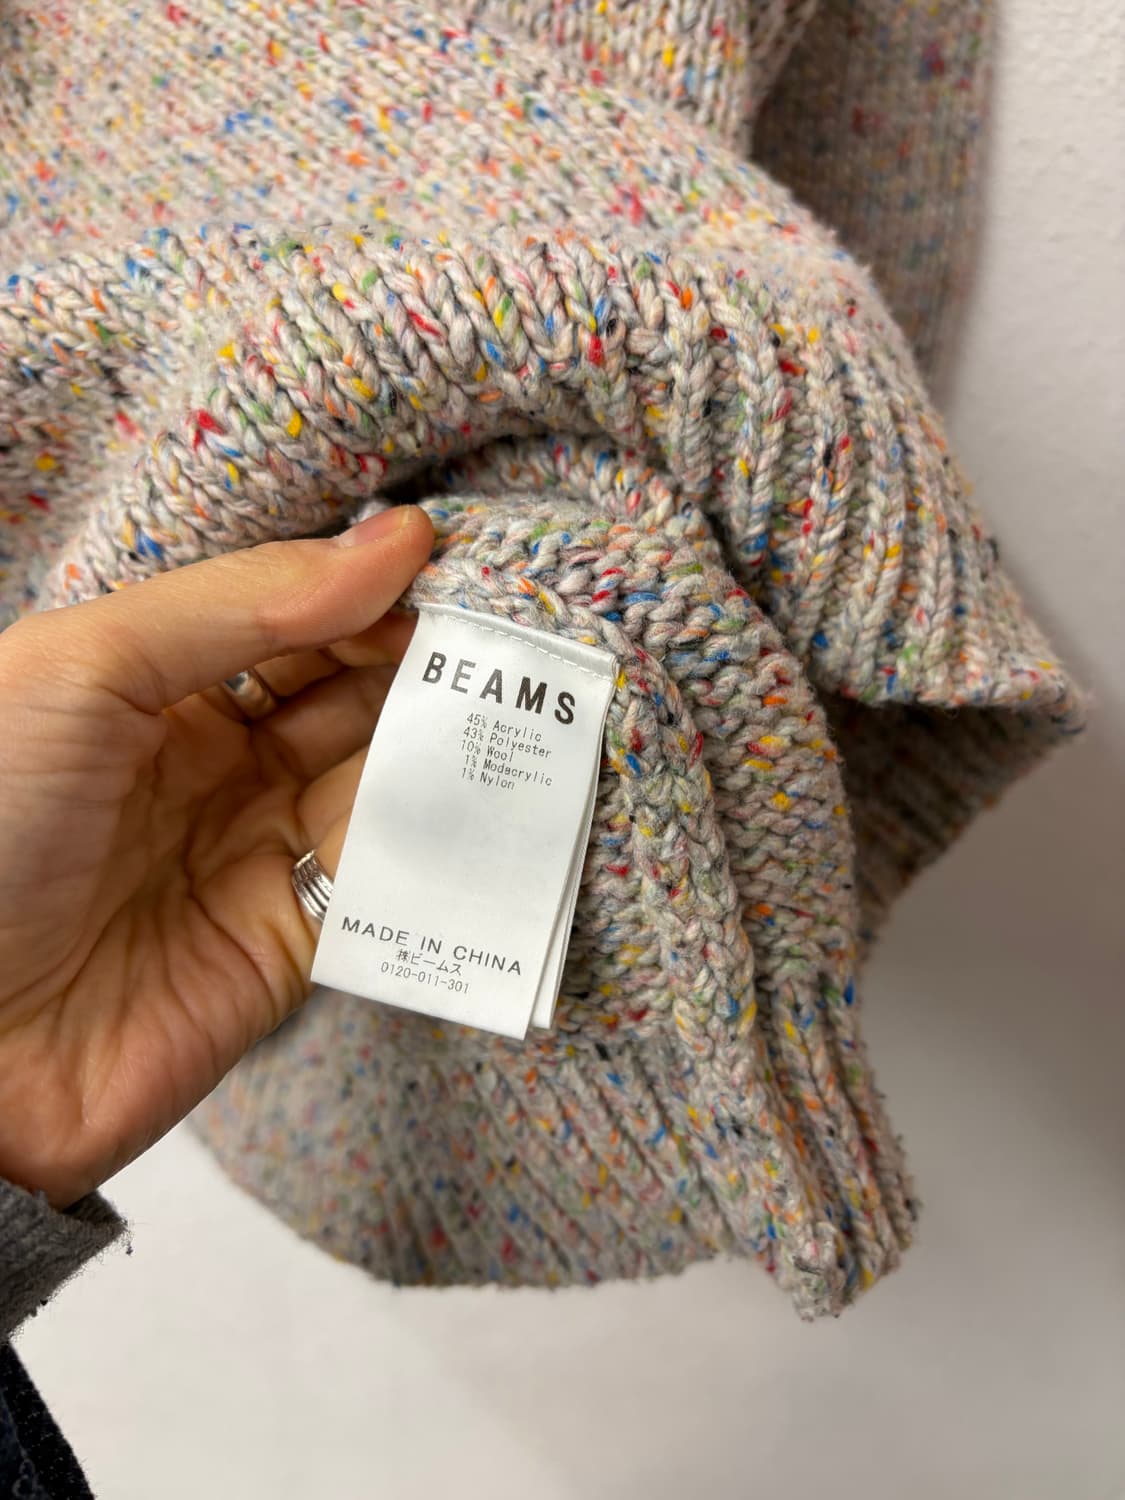 BEAMS
45% Acrylic
43% Polyester
10% Wool
1% Modacrylic
1% Nylon
MADE IN CHINA
㈱ビームス
0120-011-301